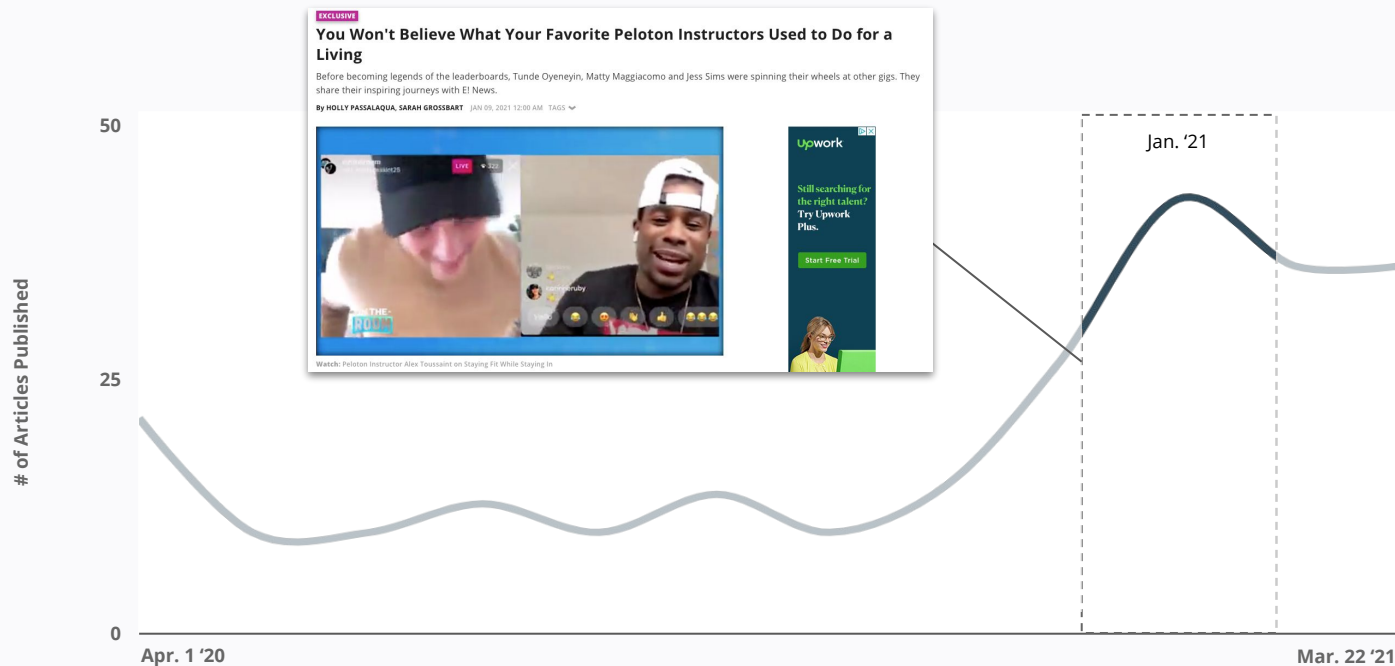 EXCLUSIVE
You Won't Believe What Your Favorite Peloton Instructors Used to Do for a
Living
Before becoming legends of the leaderboards, Tunde Oyeneyin, Matty Maggiacomo and Jess Sims were spinning their wheels at other gigs. They
share their inspiring journeys with E! News.
By HOLLY PASSALAQUA, SARAH GROSSBART JAN 09, 2021 12:00 AM TAGS
LIVE
THE
ROOM
Upwork
Still searching for
the right talent?
Try Upwork
Plus.
Start Free Trial
Watch: Peloton Instructor Alex Toussaint on Staying Fit While Staying In
Jan. ‘21
# of Articles Published
50
25
0
Apr. 1 ‘20
Mar. 22 ‘21